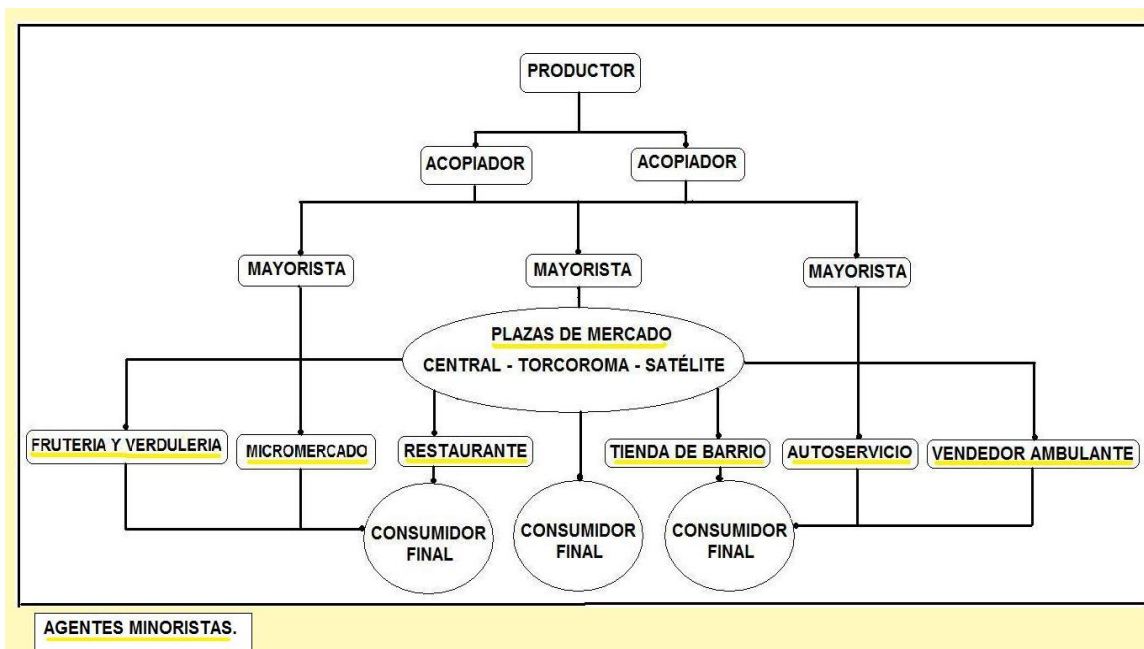 PRODUCTOR
ACOPIADOR
ACOPIADOR
MAYORISTA
MAYORISTA
MAYORISTA
PLAZAS DE MERCADO
CENTRAL - TORCOROMA - SATÉLITE
FRUTERIA Y VERDULERIA
MICROMERCADO
RESTAURANTE
TIENDA DE BARRIO
AUTOSERVICIO
VENDEDOR AMBULANTE
CONSUMIDOR
FINAL
CONSUMIDOR
FINAL
CONSUMIDOR
FINAL
AGENTES MINORISTAS.